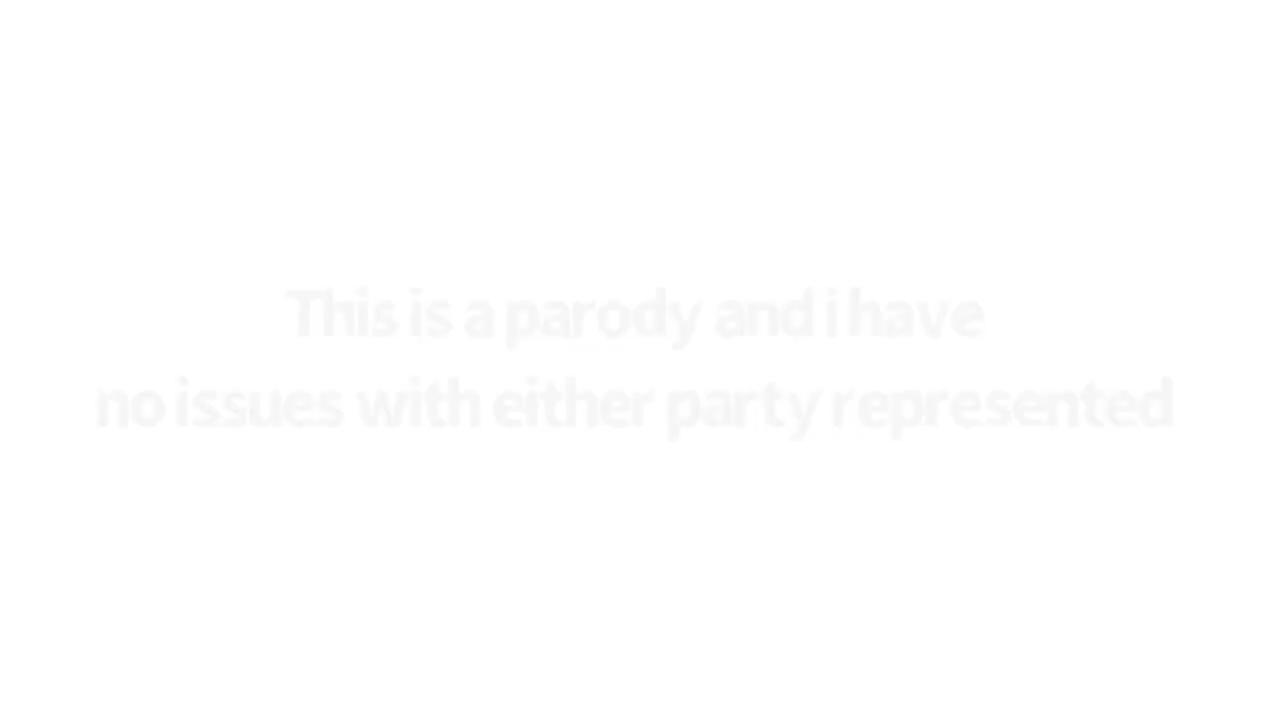 This is a parody and i have
no issues with either party represented